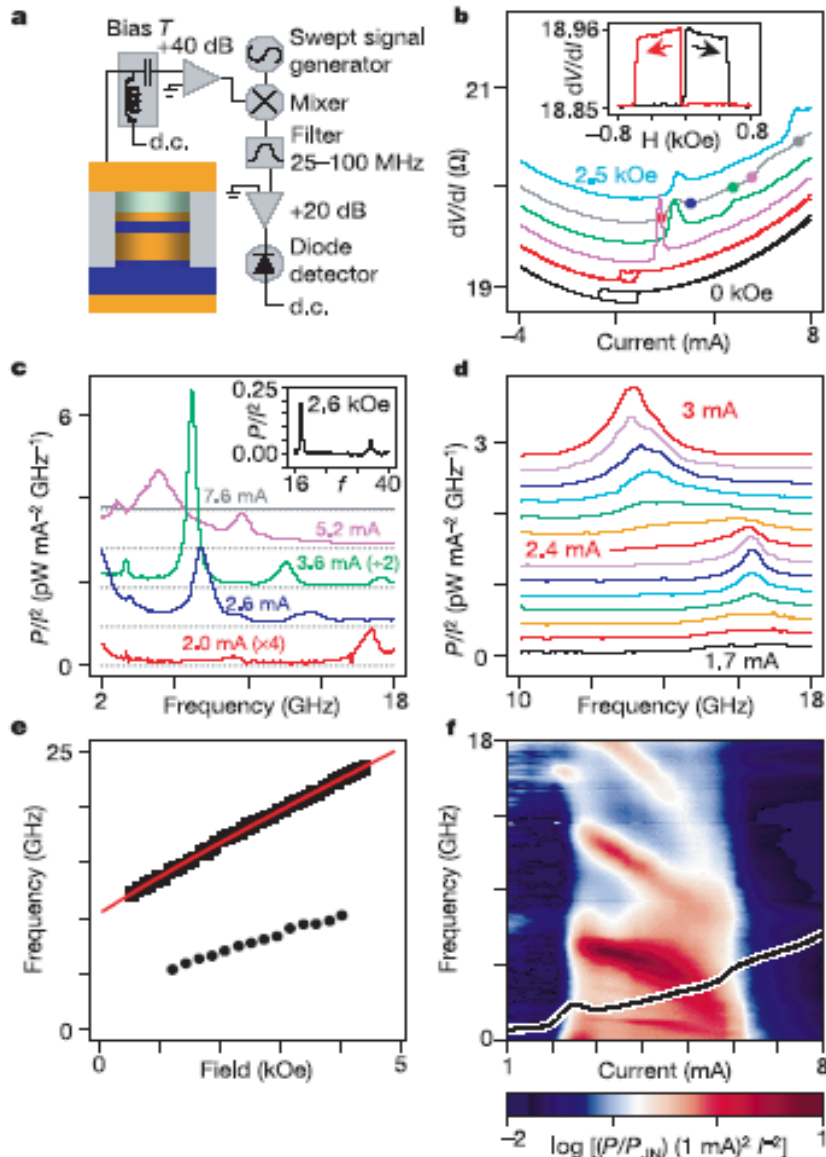 a
Bias T
+40 dB
Swept signal
generator
Mixer
Filter
25–100 MHz
d.c.
+20 dB
Diode
detector
d.c.
b
21
19
dV/dI (Ω)
18.96
18.85
dV/dI
–0.8
H (kOe)
0.8
2.5 kOe
0 kOe
–4
Current (mA)
8
c
6
0
P/I² (pW mA⁻² GHz⁻¹)
0.25
0.00
P/I²
2,6 kOe
16
f
40
7.6 mA
5.2 mA
3.6 mA (÷2)
2.6 mA
2.0 mA (×4)
2
Frequency (GHz)
18
d
3
0
P/I² (pW mA⁻² GHz⁻¹)
3 mA
2.4 mA
1,7 mA
10
Frequency (GHz)
18
e
25
0
Frequency (GHz)
0
Field (kOe)
5
f
18
0
Frequency (GHz)
1
Current (mA)
8
–2
log [(P/P_JN) (1 mA)² I⁻²]
1